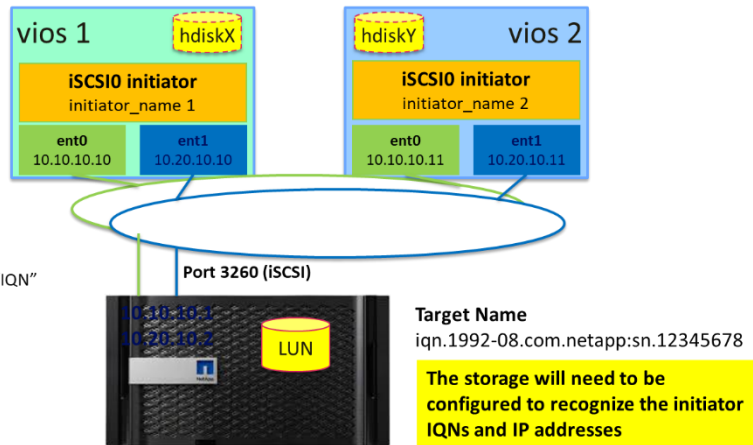 vios 1
hdiskX
iSCSI0 initiator
initiator_name 1
ent0
10.10.10.10
ent1
10.20.10.10
hdiskY
vios 2
iSCSI0 initiator
initiator_name 2
ent0
10.10.10.11
ent1
10.20.10.11
IQN”
Port 3260 (iSCSI)
10.10.10.1
10.20.10.2
LUN
NetApp
Target Name
iqn.1992-08.com.netapp:sn.12345678
The storage will need to be
configured to recognize the initiator
IQNs and IP addresses